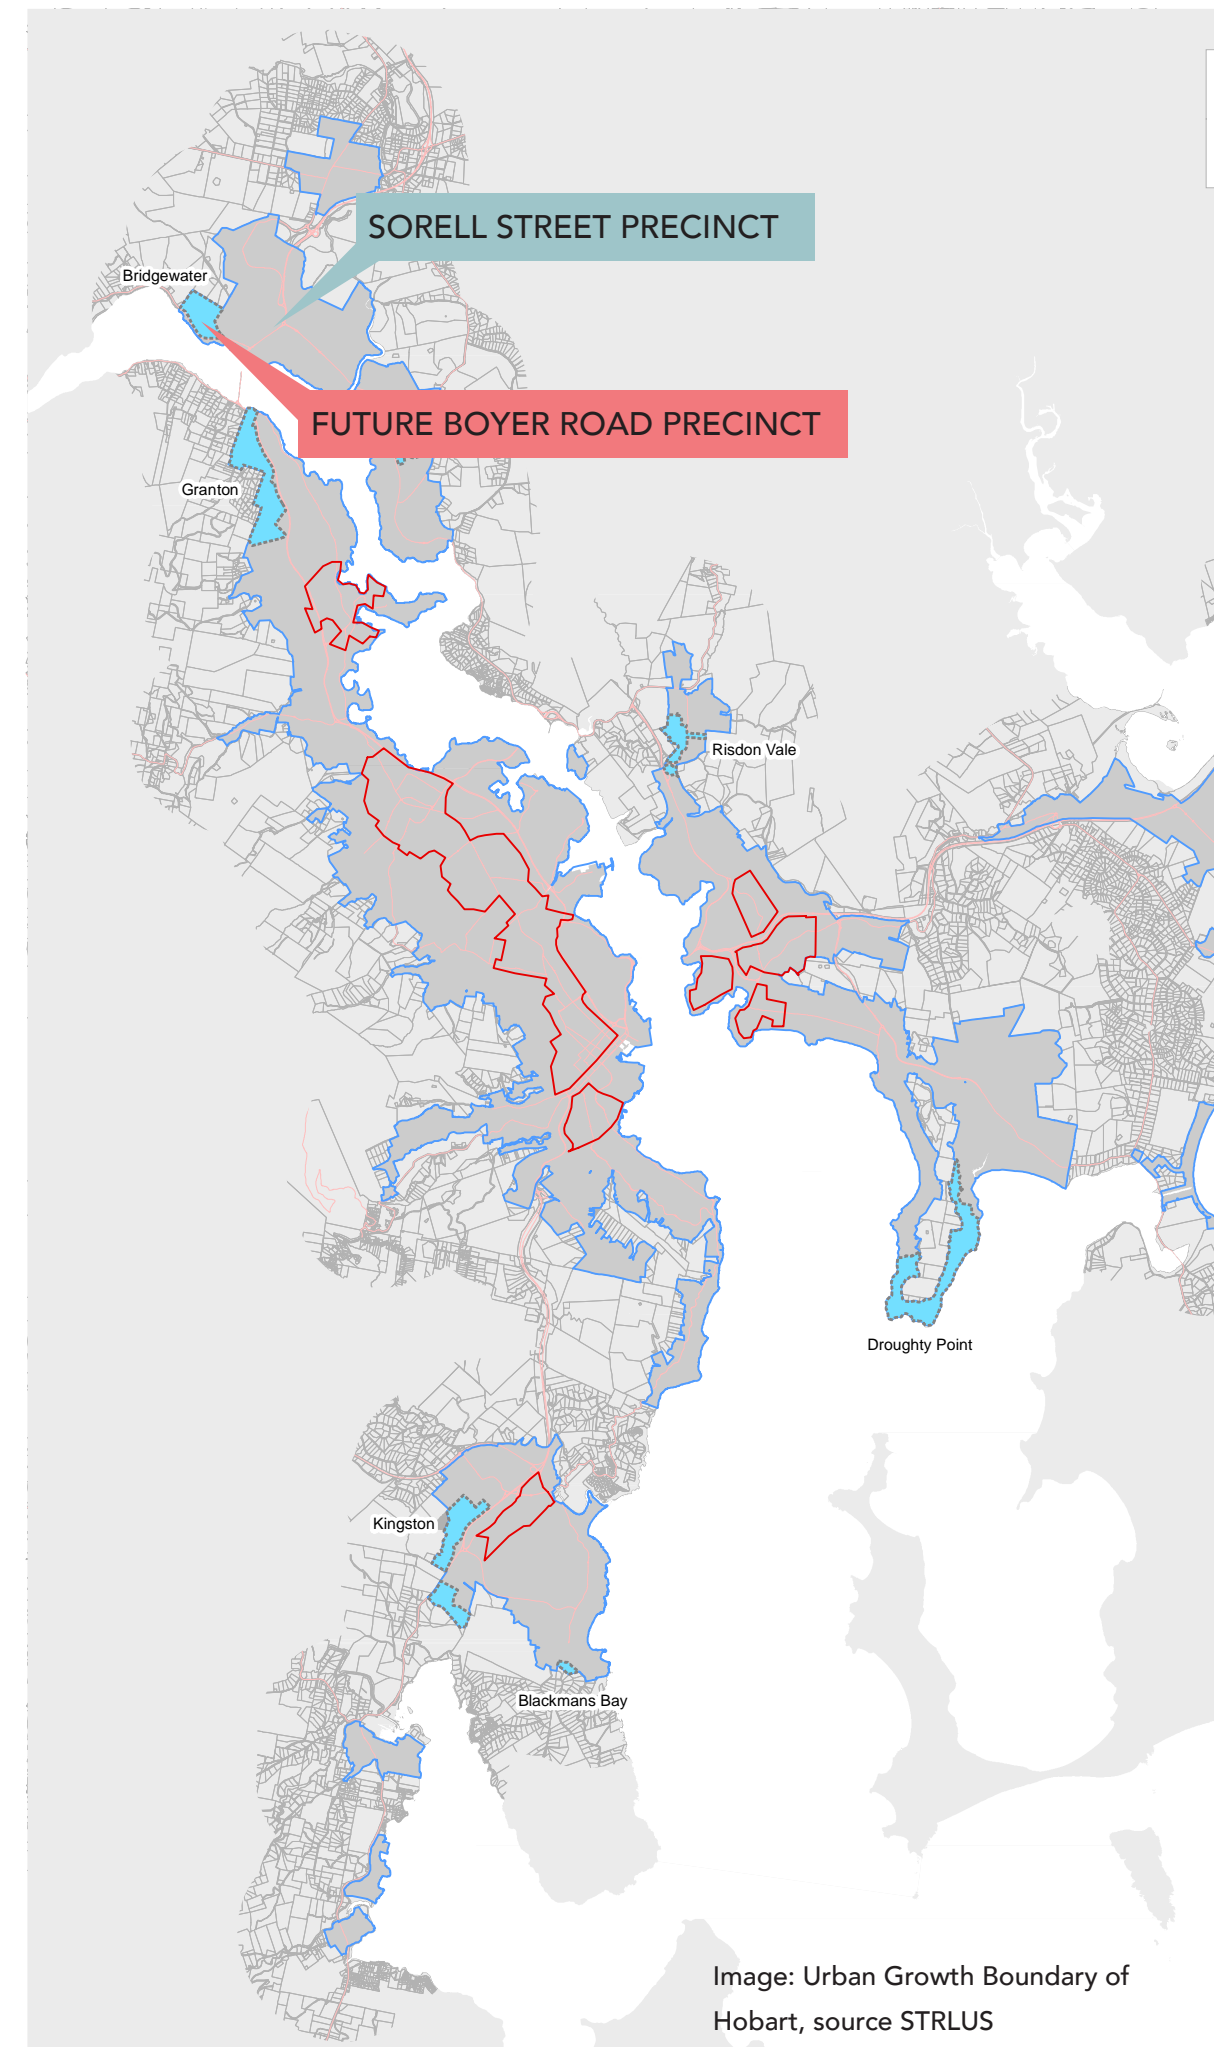 SORELL STREET PRECINCT
Bridgewater
FUTURE BOYER ROAD PRECINCT
Granton
Risdon Vale
Droughty Point
Kingston
Blackmans Bay
Image: Urban Growth Boundary of
Hobart, source STRLUS